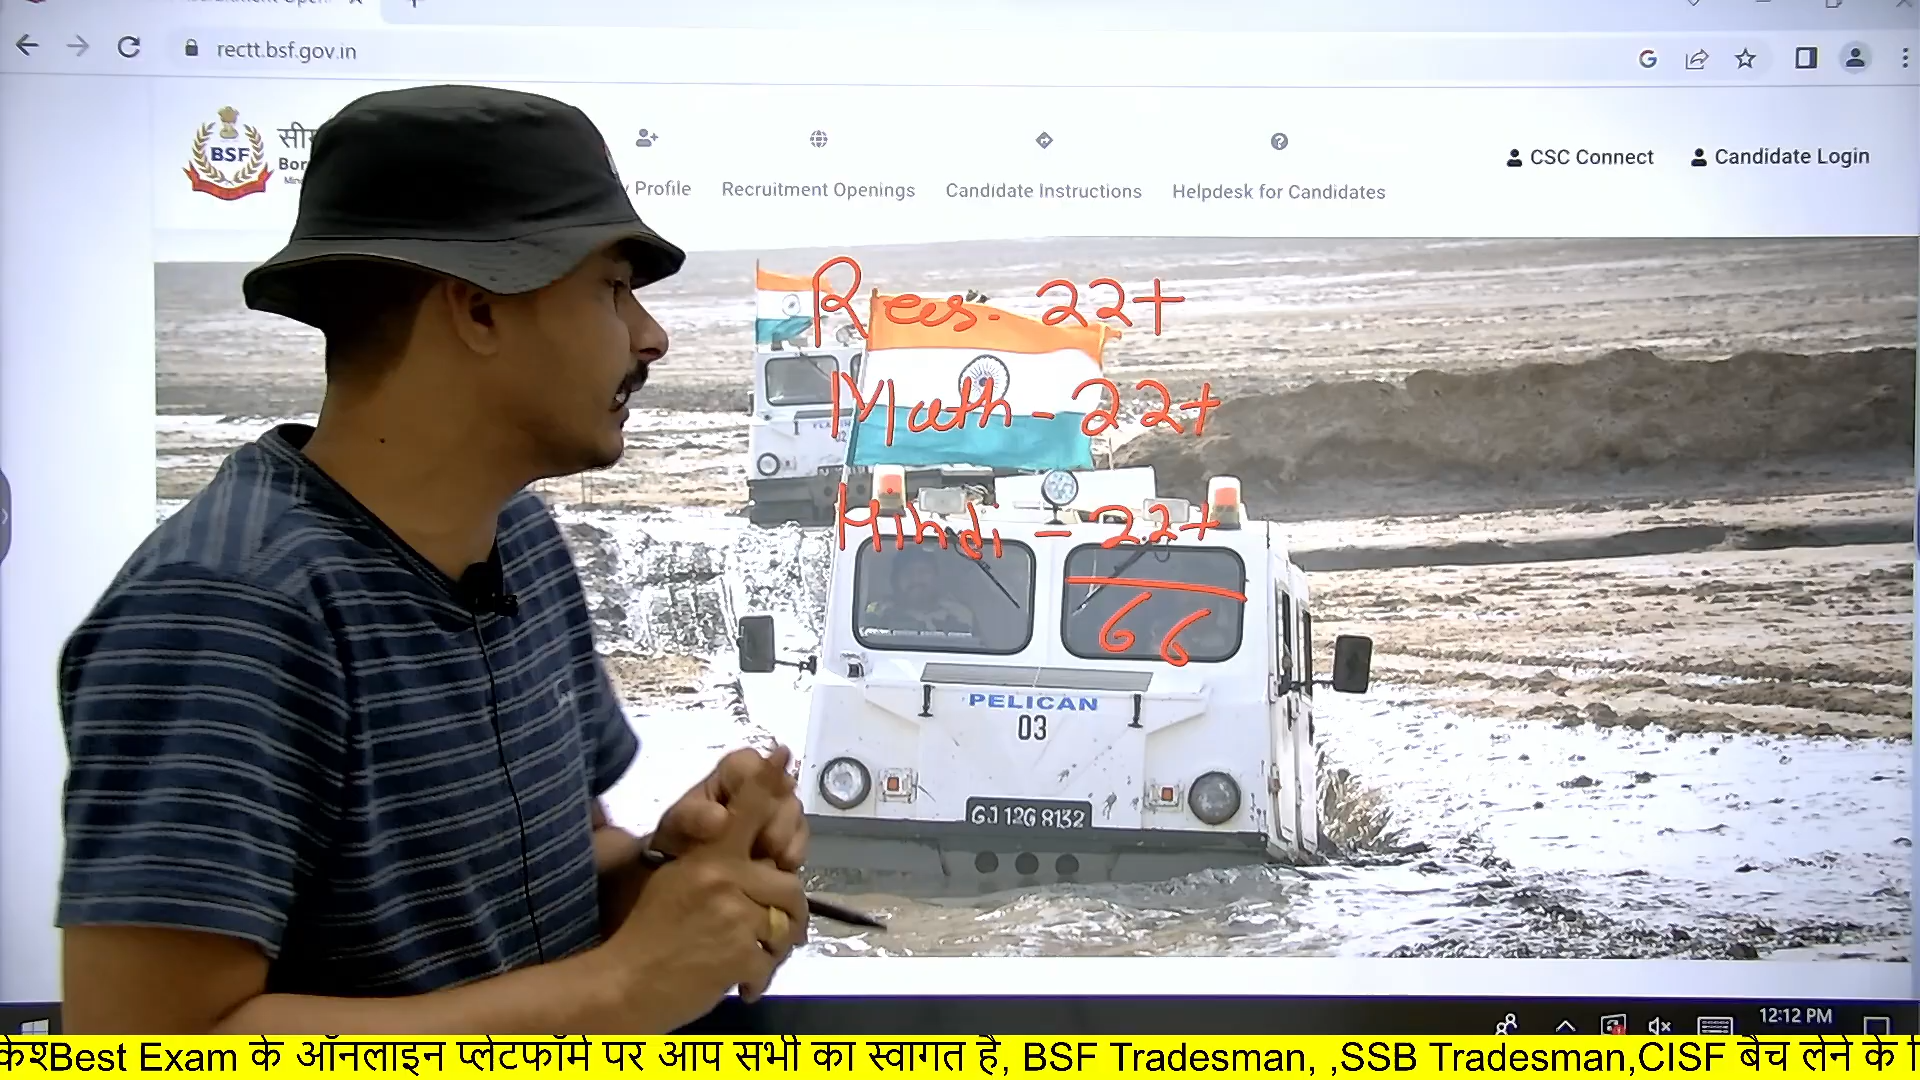 rectt.bsf.gov.in
BSF
सी
Bor
Min
Profile
Recruitment Openings
Candidate Instructions
Helpdesk for Candidates
CSC Connect
Candidate Login
Rees. 22+
Math - 22+
Hindi - 22+
66
PELICAN
03
GJ 12G 8132
12:12 PM
केशBest Exam के ऑनलाइन प्लेटफॉर्म पर आप सभी का स्वागत है, BSF Tradesman, ,SSB Tradesman,CISF बैच लेने के